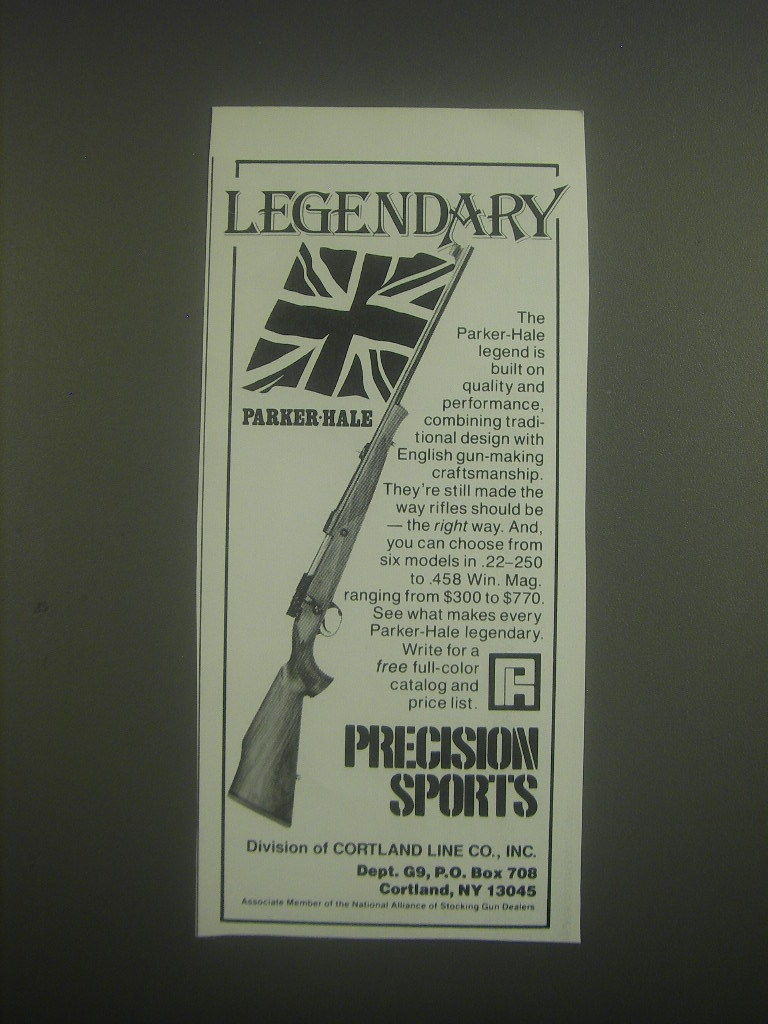 LEGENDARY
PARKER·HALE
The
Parker-Hale
legend is
built on
quality and
performance,
combining tradi-
tional design with
English gun-making
craftsmanship.
They're still made the
way rifles should be
— the right way. And,
you can choose from
six models in .22–250
to .458 Win. Mag.
ranging from $300 to $770.
See what makes every
Parker-Hale legendary.
Write for a
free full-color
catalog and
price list.
PRECISION
SPORTS
Division of CORTLAND LINE CO., INC.
Dept. G9, P.O. Box 708
Cortland, NY 13045
Associate Member of the National Alliance of Stocking Gun Dealers